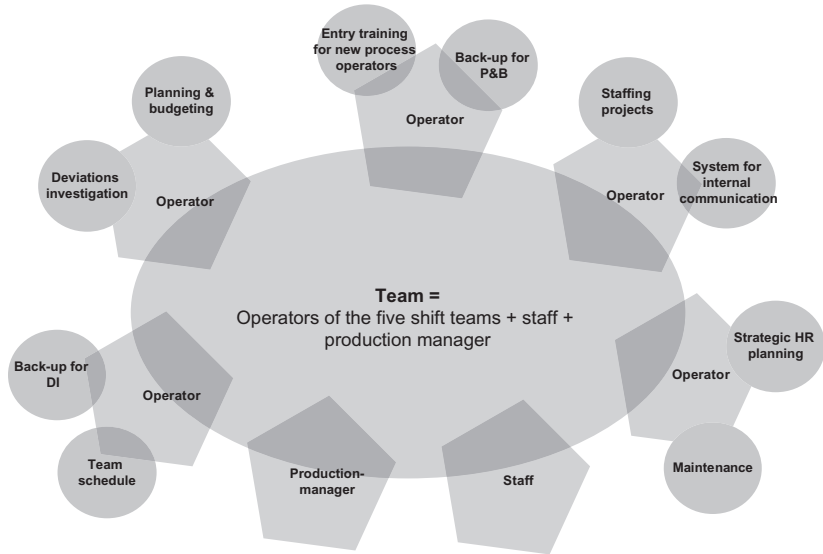 Entry training
for new process
operators
Back-up for
P&B
Operator
Planning &
budgeting
Deviations
investigation
Operator
Staffing
projects
System for
internal
communication
Operator
Team =
Operators of the five shift teams + staff +
production manager
Back-up for
DI
Team
schedule
Operator
Strategic HR
planning
Operator
Maintenance
Production-
manager
Staff